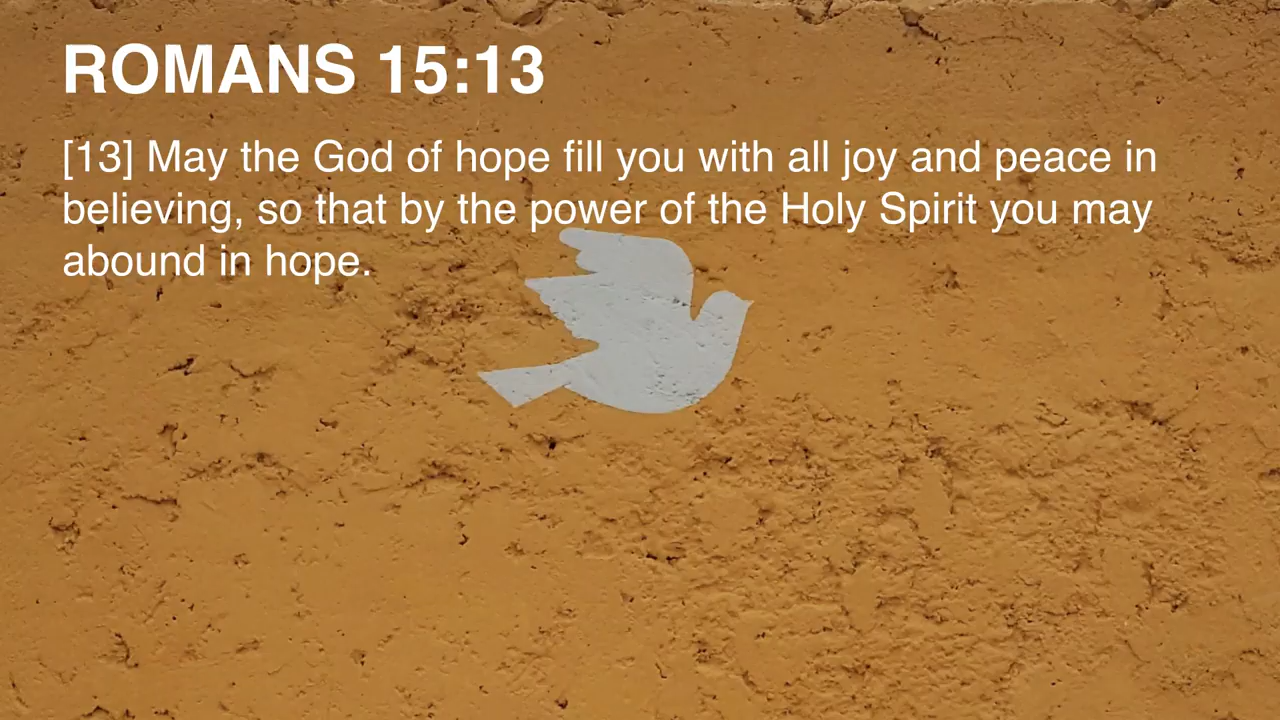 ROMANS 15:13
[13] May the God of hope fill you with all joy and peace in
believing, so that by the power of the Holy Spirit you may
abound in hope.